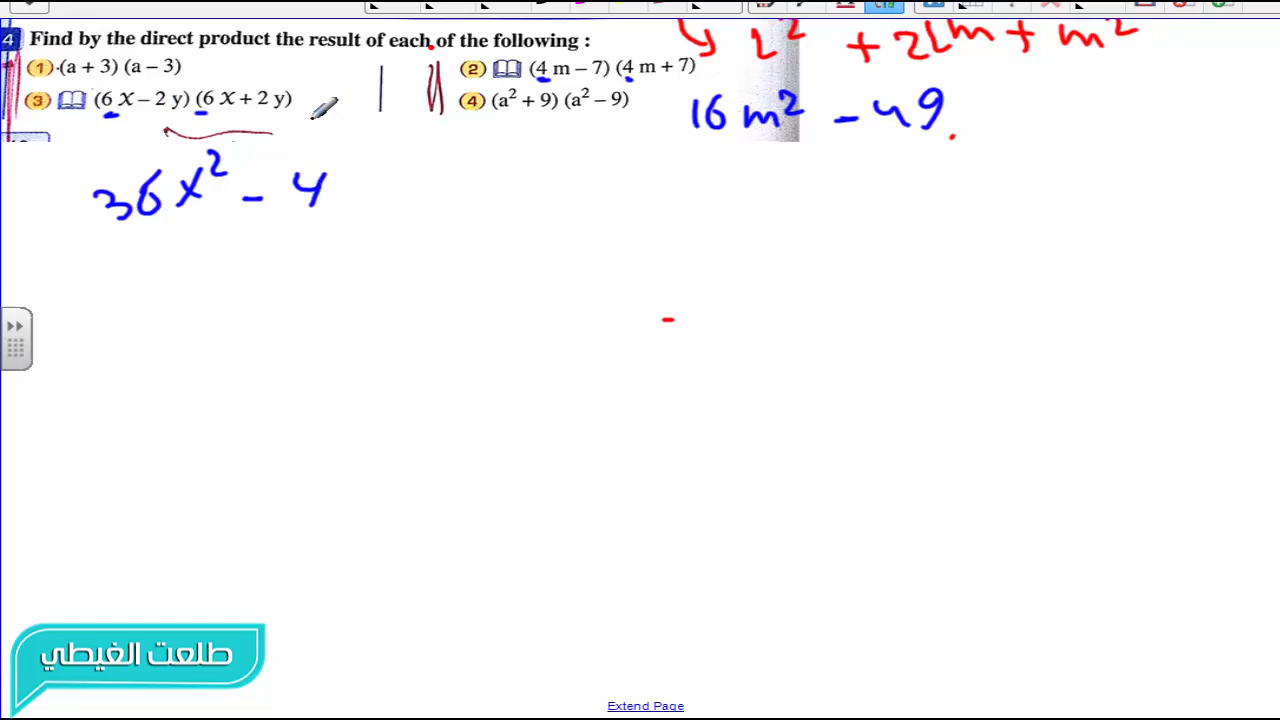 4 Find by the direct product the result of each of the following :
(1) (a + 3) (a − 3)
(2) (4 m − 7) (4 m + 7)
(3) (6 X − 2 y) (6 X + 2 y)
(4) (a² + 9) (a² − 9)
L² + 2Lm + m²
16 m² − 49
36x² − 4
طلعت الغيطي
Extend Page